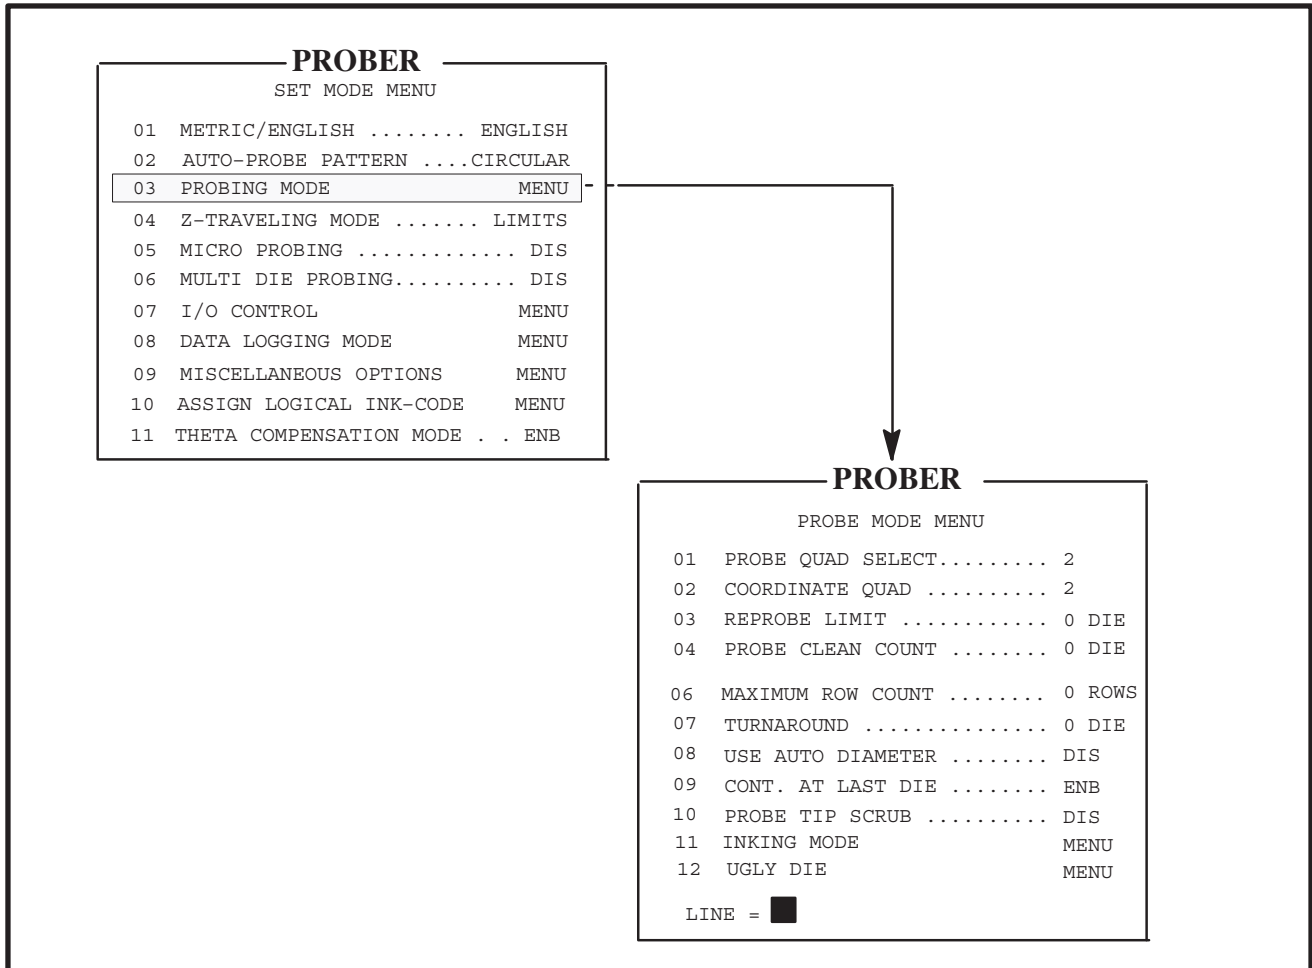 PROBER
SET MODE MENU
01 METRIC/ENGLISH ........ ENGLISH
02 AUTO-PROBE PATTERN ....CIRCULAR
03 PROBING MODE MENU
04 Z-TRAVELING MODE ....... LIMITS
05 MICRO PROBING ............. DIS
06 MULTI DIE PROBING.......... DIS
07 I/O CONTROL MENU
08 DATA LOGGING MODE MENU
09 MISCELLANEOUS OPTIONS MENU
10 ASSIGN LOGICAL INK-CODE MENU
11 THETA COMPENSATION MODE . . ENB
PROBER
PROBE MODE MENU
01 PROBE QUAD SELECT......... 2
02 COORDINATE QUAD .......... 2
03 REPROBE LIMIT ............ 0 DIE
04 PROBE CLEAN COUNT ........ 0 DIE
06 MAXIMUM ROW COUNT ........ 0 ROWS
07 TURNAROUND ............... 0 DIE
08 USE AUTO DIAMETER ........ DIS
09 CONT. AT LAST DIE ........ ENB
10 PROBE TIP SCRUB .......... DIS
11 INKING MODE MENU
12 UGLY DIE MENU
LINE =